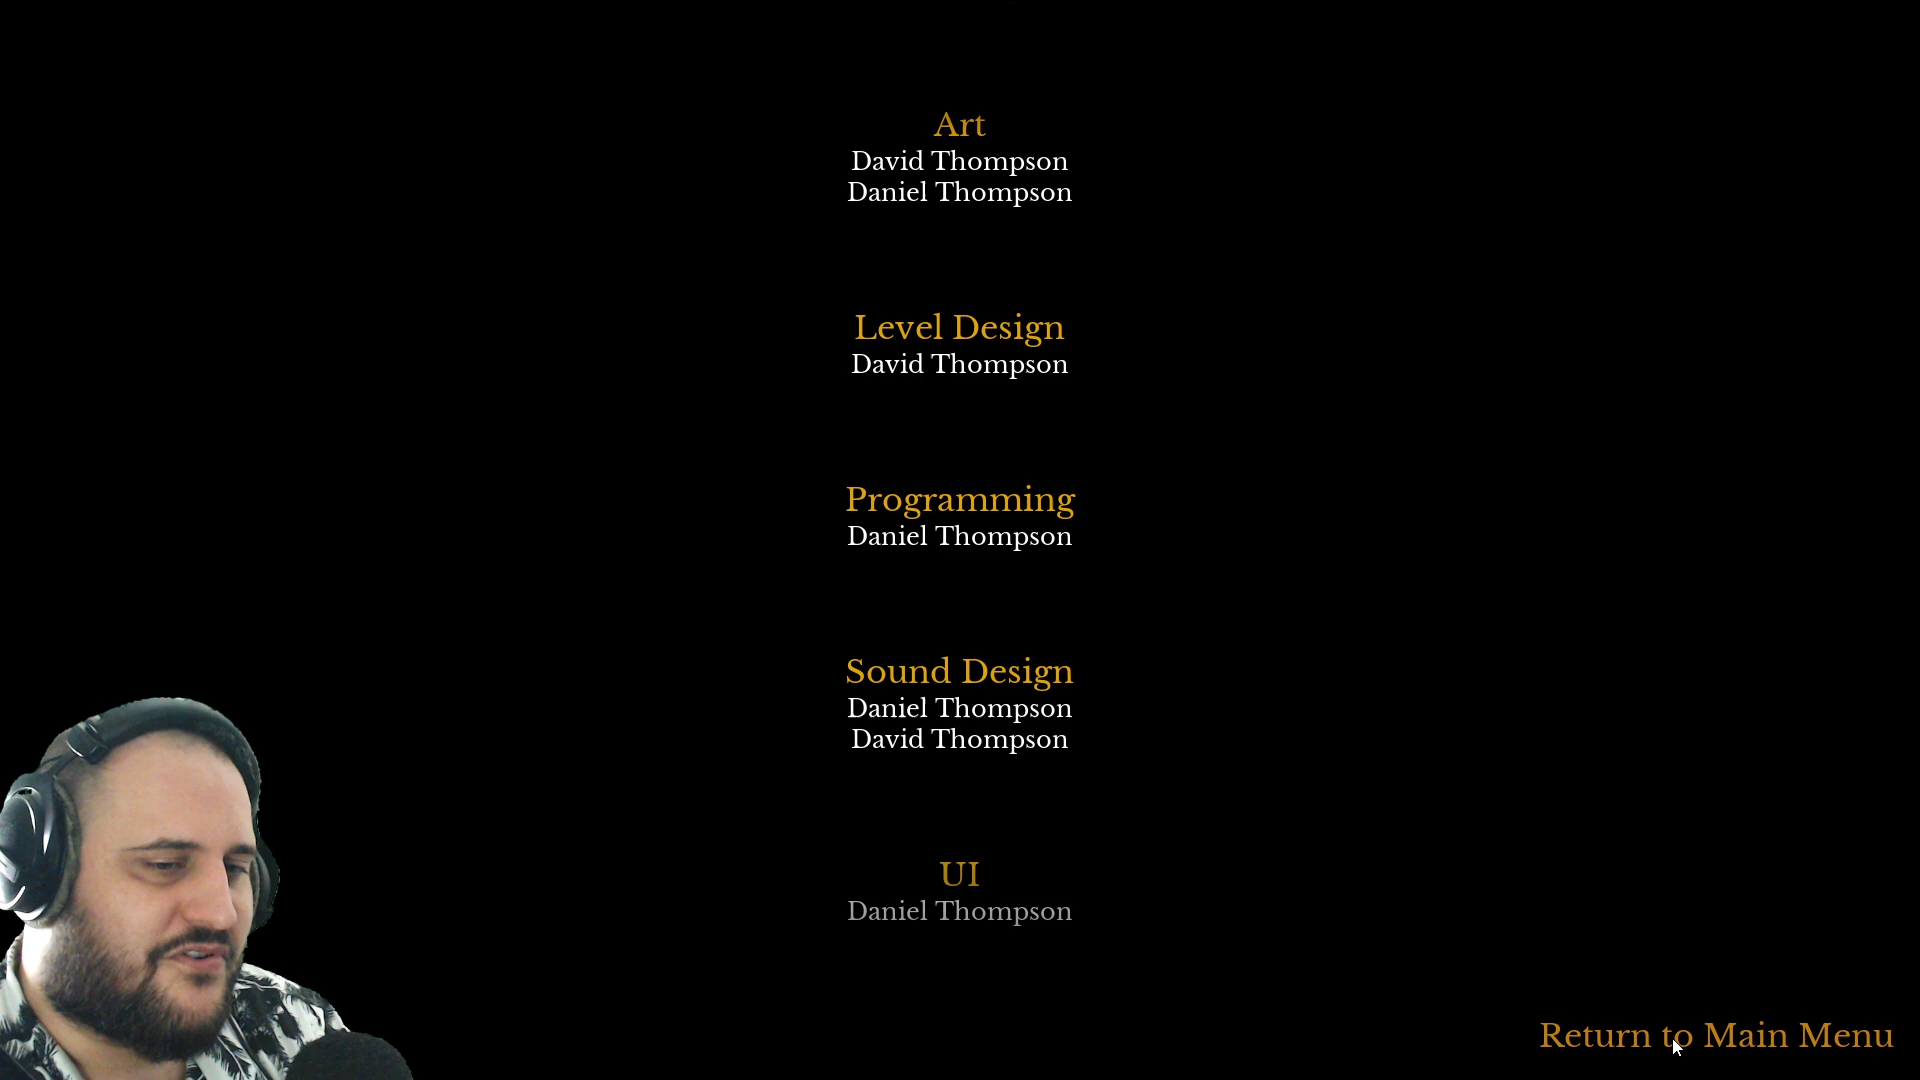 Art
David Thompson
Daniel Thompson
Level Design
David Thompson
Programming
Daniel Thompson
Sound Design
Daniel Thompson
David Thompson
UI
Daniel Thompson
Return to Main Menu